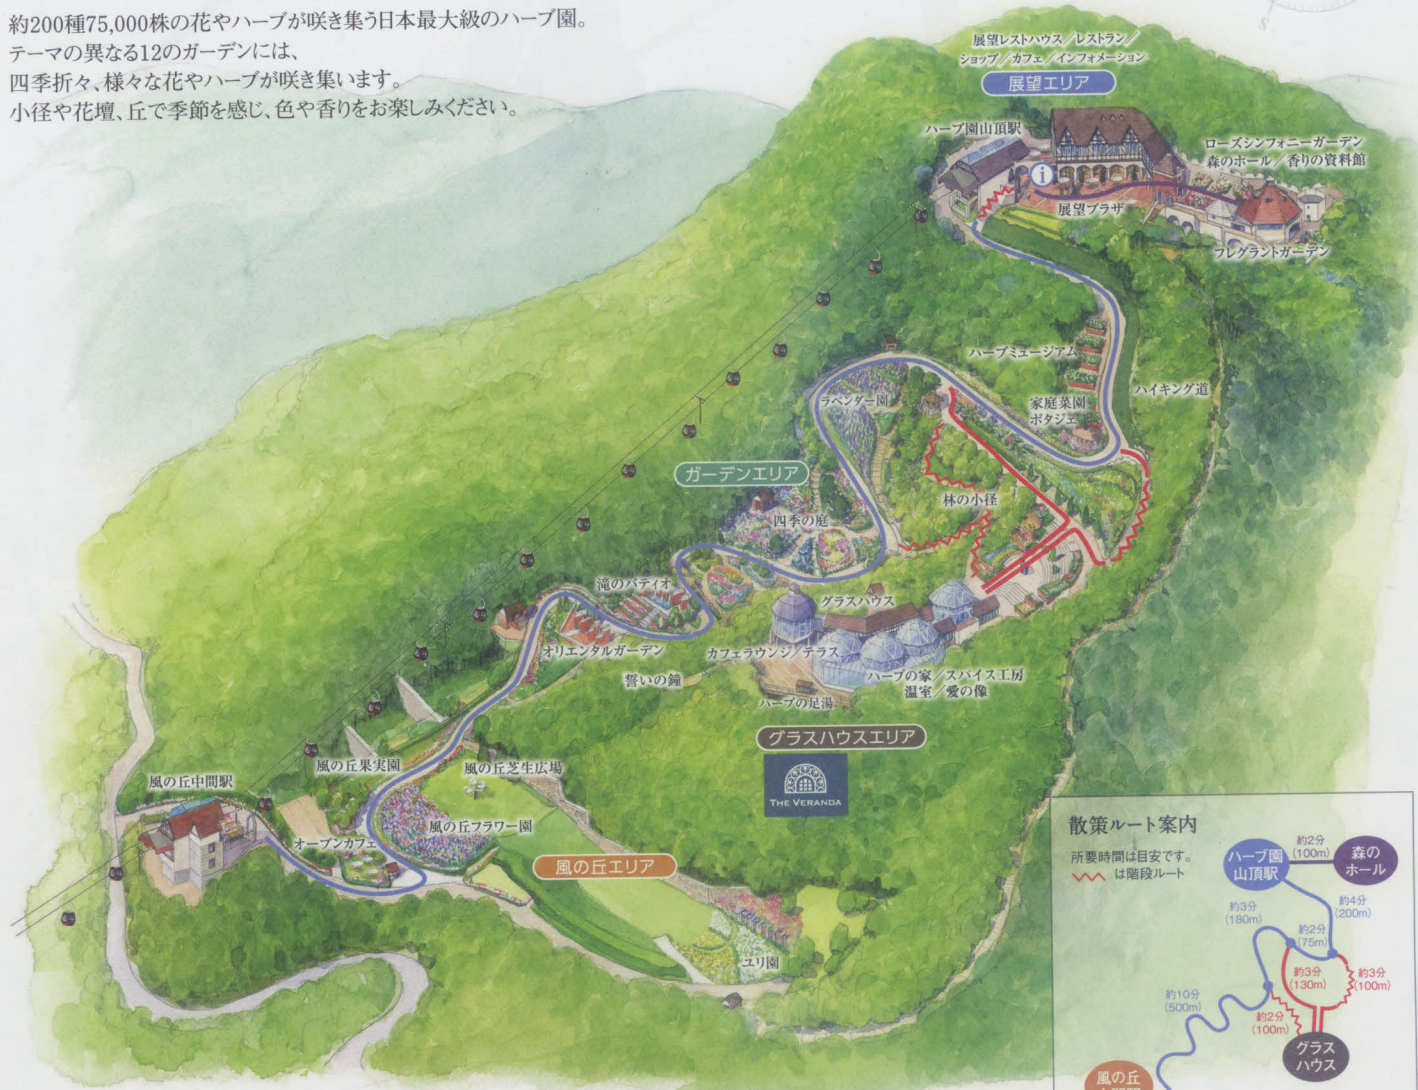 約200種75,000株の花やハーブが咲き集う日本最大級のハーブ園。
テーマの異なる12のガーデンには、
四季折々、様々な花やハーブが咲き集います。
小径や花壇、丘で季節を感じ、色や香りをお楽しみください。
展望レストハウス／レストラン／
ショップ／カフェ／インフォメーション
展望エリア
ハーブ園山頂駅
ローズシンフォニーガーデン
森のホール／香りの資料館
i
展望プラザ
フレグラントガーデン
ハーブミュージアム
ハイキング道
ラベンダー園
家庭菜園
ポタジェ
ガーデンエリア
林の小径
四季の庭
滝のパティオ
グラスハウス
オリエンタルガーデン
カフェラウンジ／テラス
誓いの鐘
ハーブの家／スパイス工房
温室／愛の像
ハーブの足湯
グラスハウスエリア
THE VERANDA
風の丘中間駅
風の丘果実園
風の丘芝生広場
風の丘フラワー園
オープンカフェ
風の丘エリア
ユリ園
散策ルート案内
所要時間は目安です。
は階段ルート
ハーブ園
山頂駅
約2分
(100m)
森の
ホール
約3分
(180m)
約4分
(200m)
約2分
(75m)
約3分
(130m)
約3分
(100m)
約10分
(500m)
約2分
(100m)
グラス
ハウス
風の丘